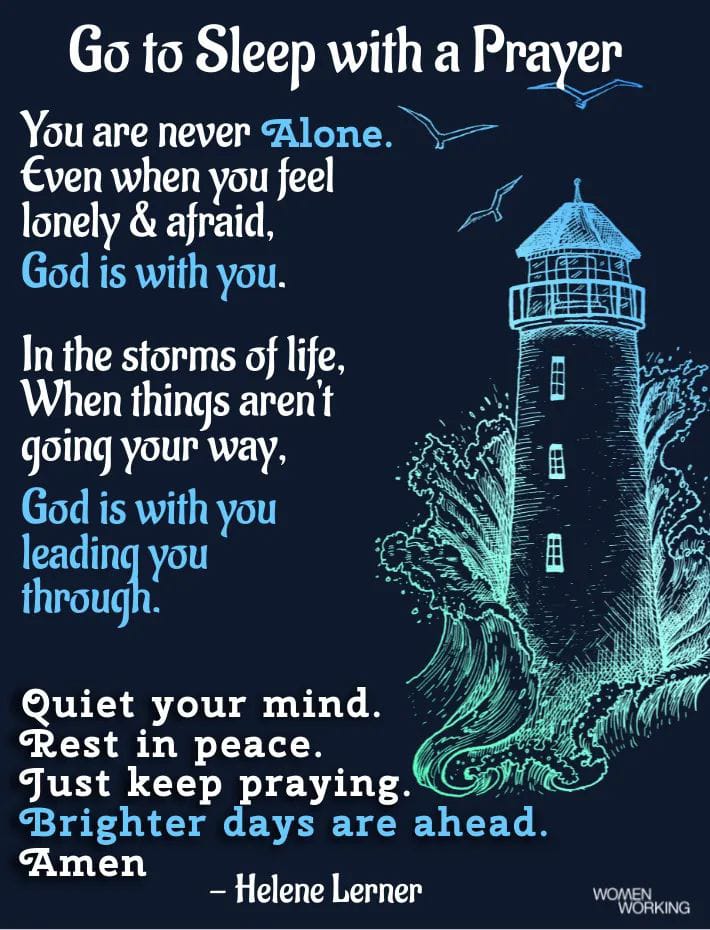 Go to Sleep with a Prayer
You are never Alone.
Even when you feel
lonely & afraid,
God is with you.
In the storms of life,
When things aren't
going your way,
God is with you
leading you
through.
Quiet your mind.
Rest in peace.
Just keep praying.
Brighter days are ahead.
Amen
– Helene Lerner
WOMEN
WORKING